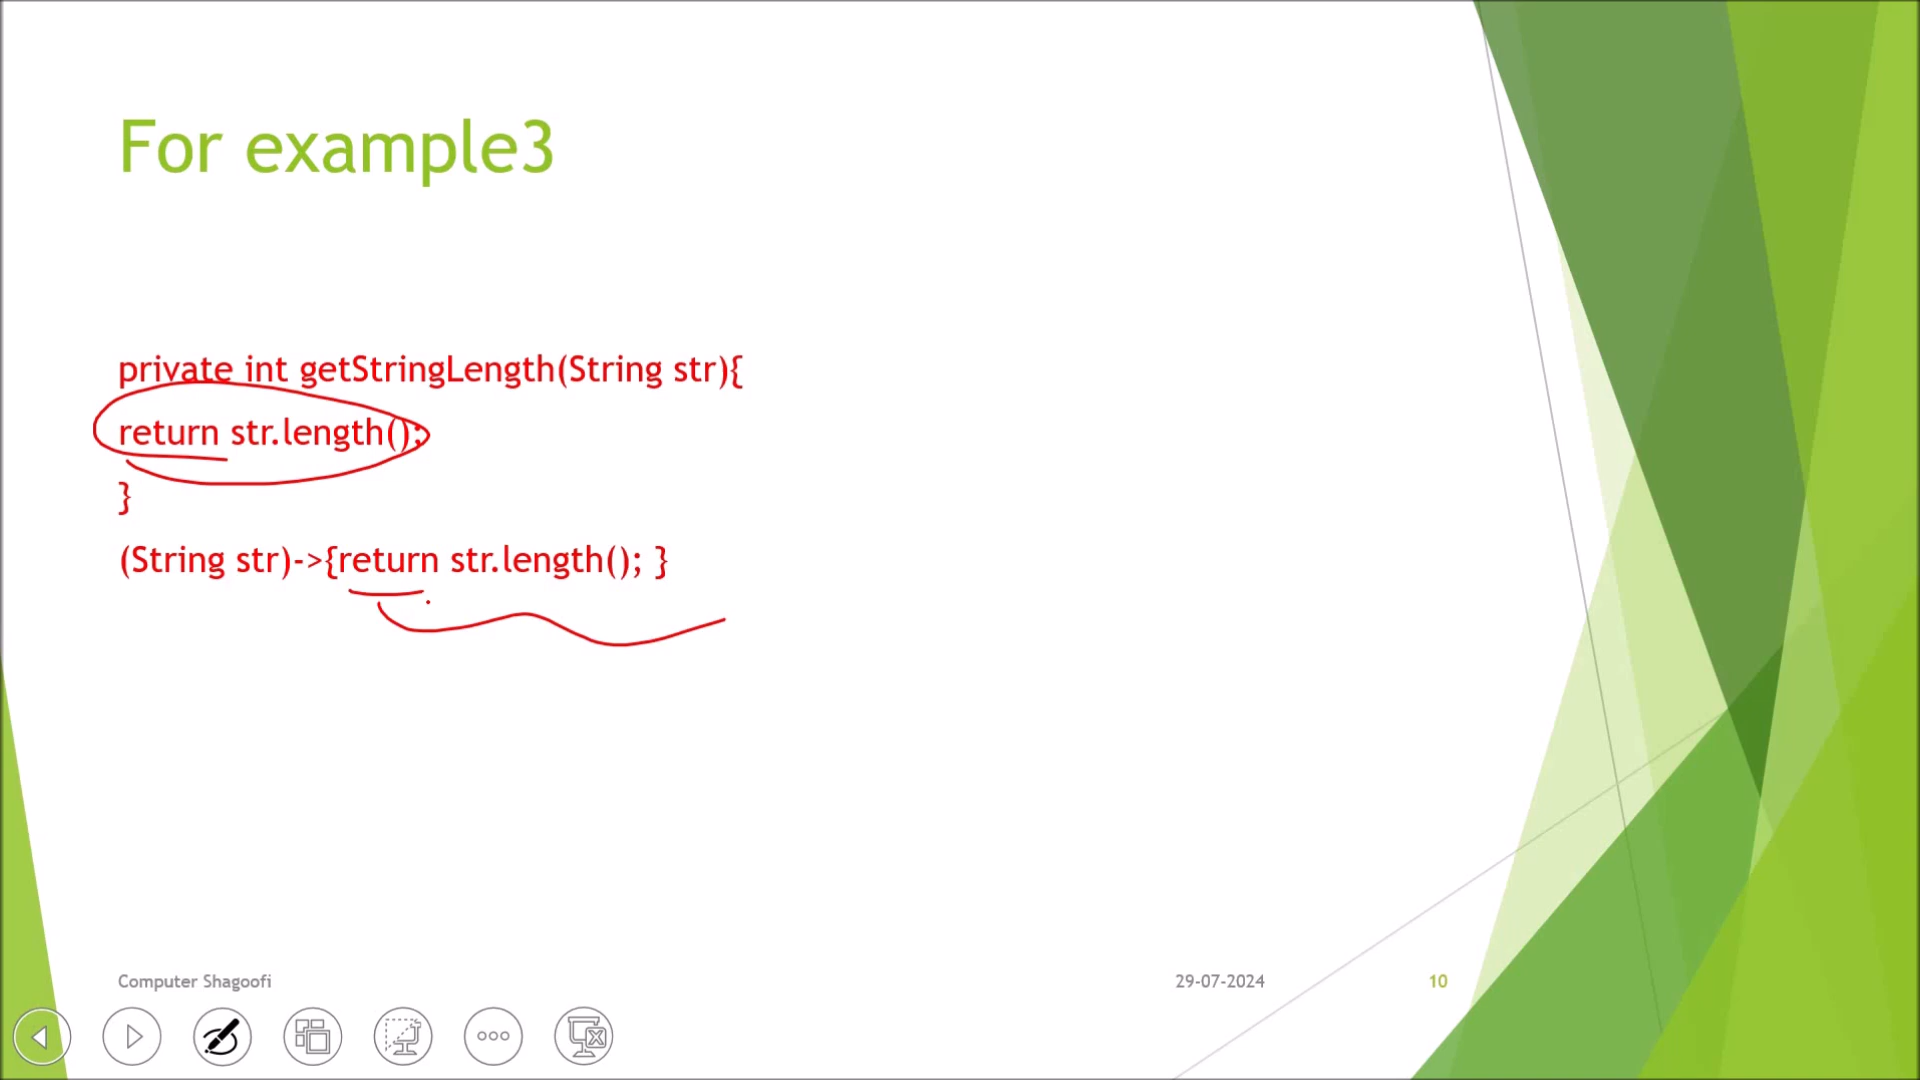 For example3
private int getStringLength(String str){
return str.length();
}
(String str)->{return str.length(); }
Computer Shagoofi
29-07-2024
10